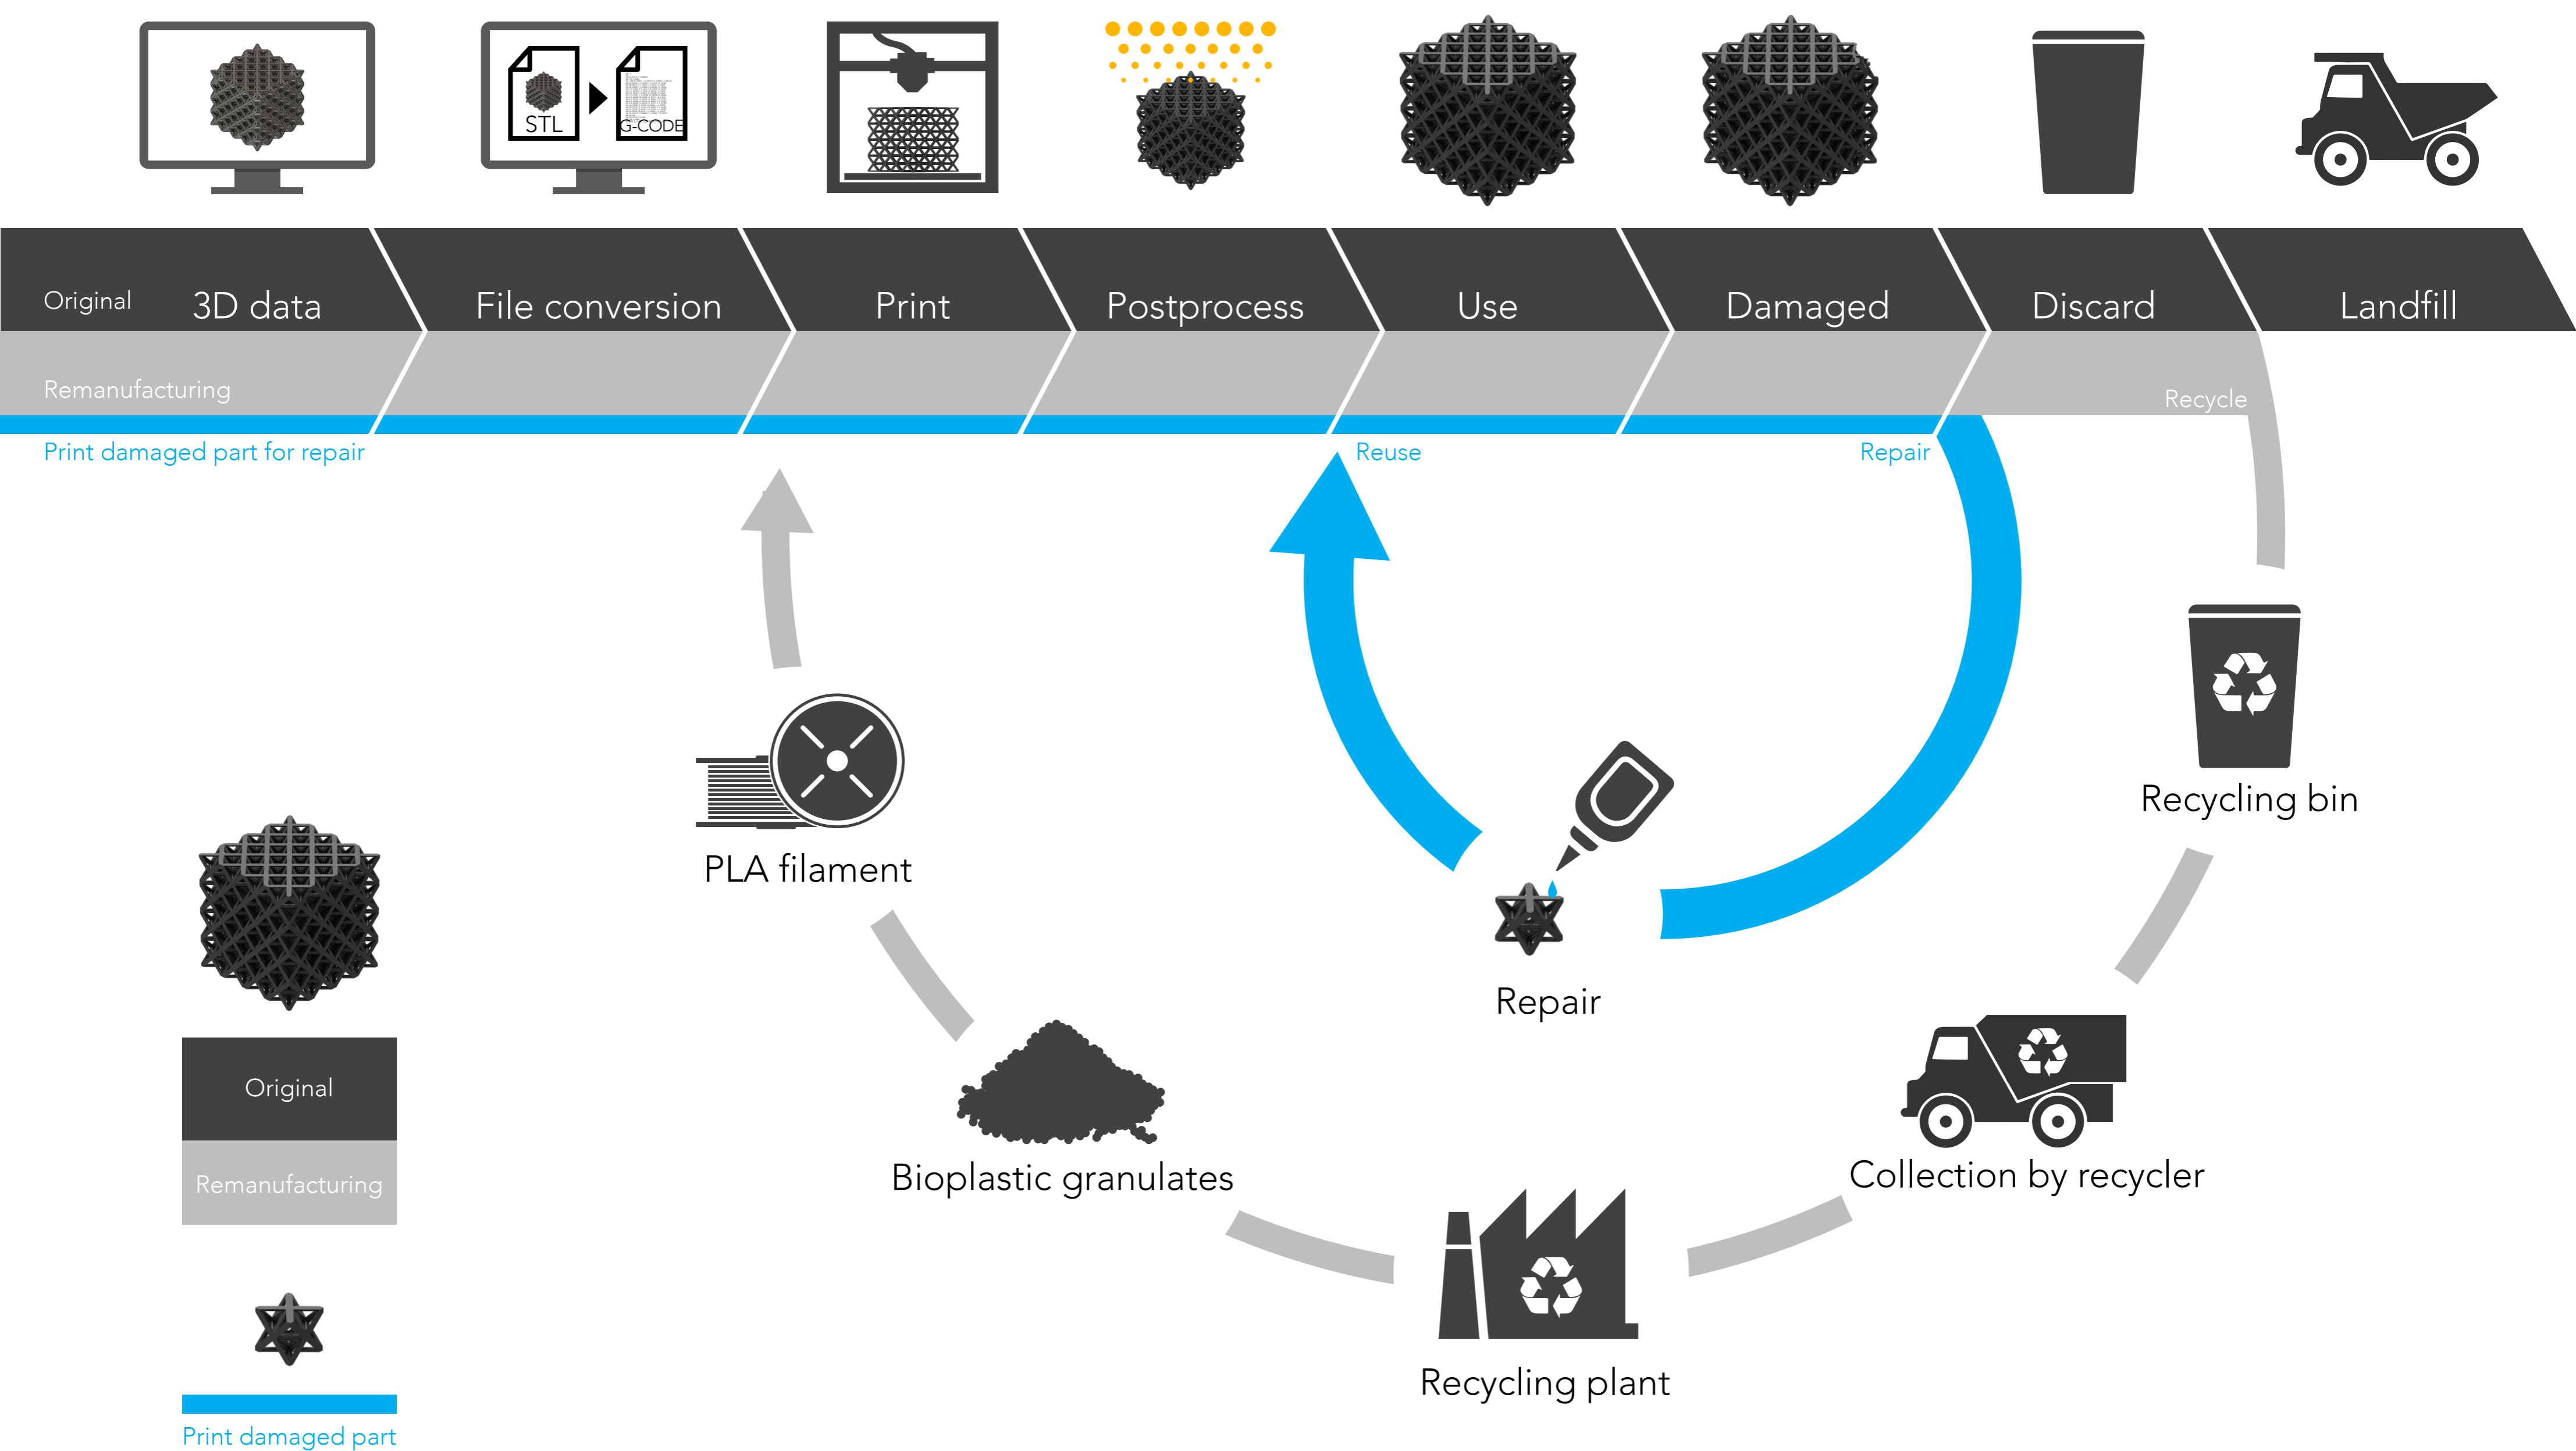 STL
G-CODE
Original
3D data
File conversion
Print
Postprocess
Use
Damaged
Discard
Landfill
Remanufacturing
Recycle
Print damaged part for repair
Reuse
Repair
Recycling bin
PLA filament
Repair
Original
Bioplastic granulates
Collection by recycler
Remanufacturing
Recycling plant
Print damaged part